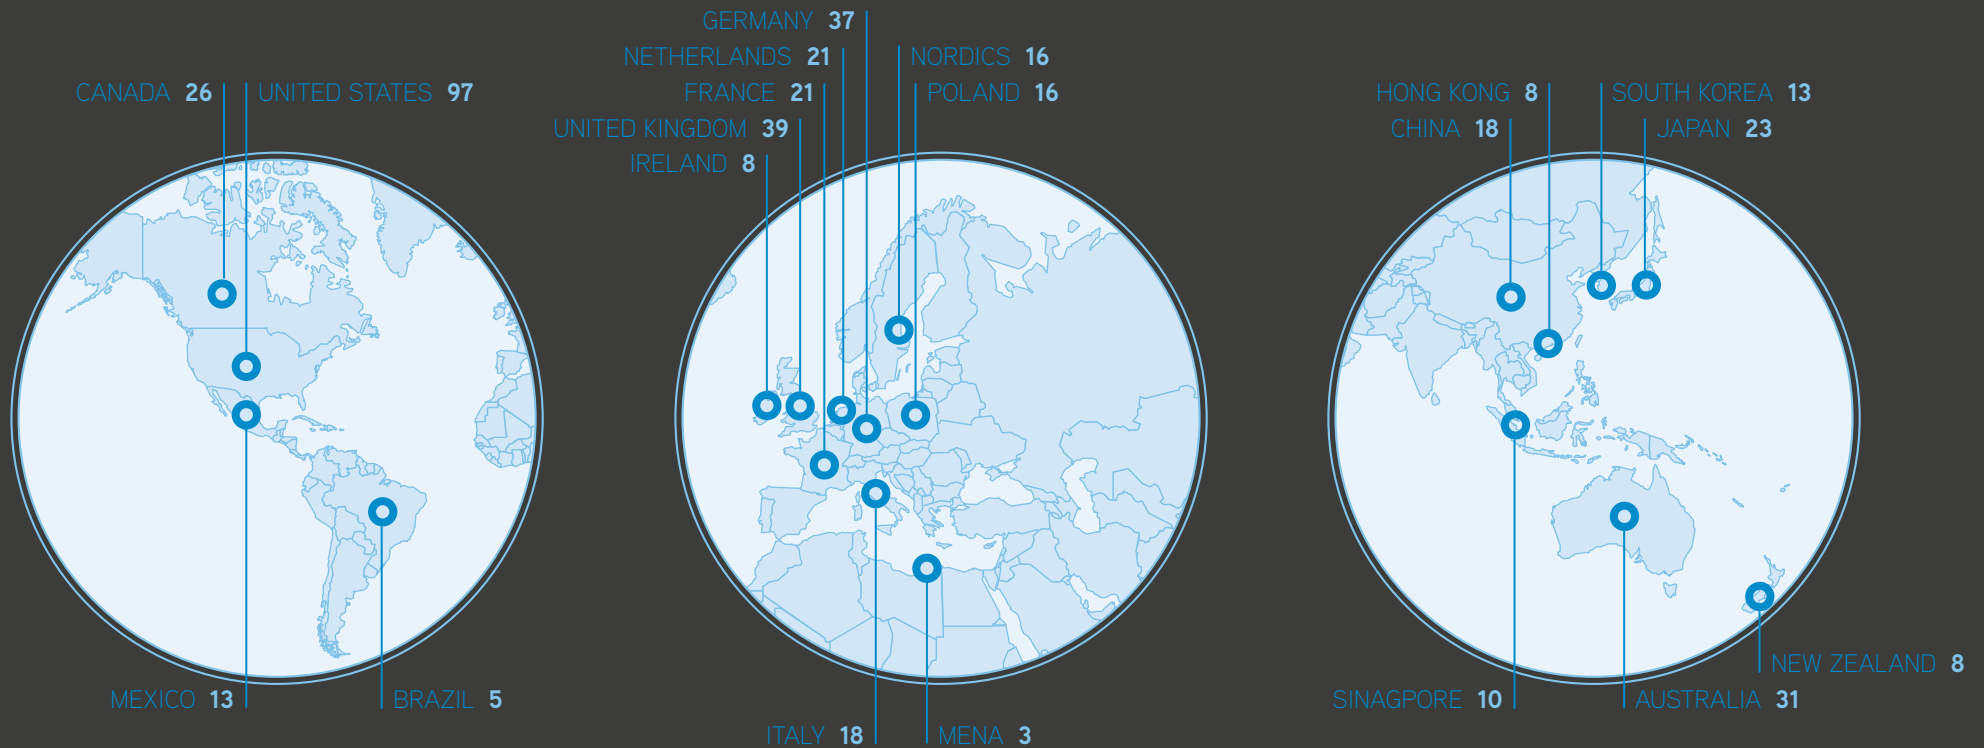 CANADA 26
UNITED STATES 97
MEXICO 13
BRAZIL 5
GERMANY 37
NETHERLANDS 21
NORDICS 16
FRANCE 21
POLAND 16
UNITED KINGDOM 39
IRELAND 8
ITALY 18
MENA 3
HONG KONG 8
SOUTH KOREA 13
CHINA 18
JAPAN 23
NEW ZEALAND 8
SINAGPORE 10
AUSTRALIA 31